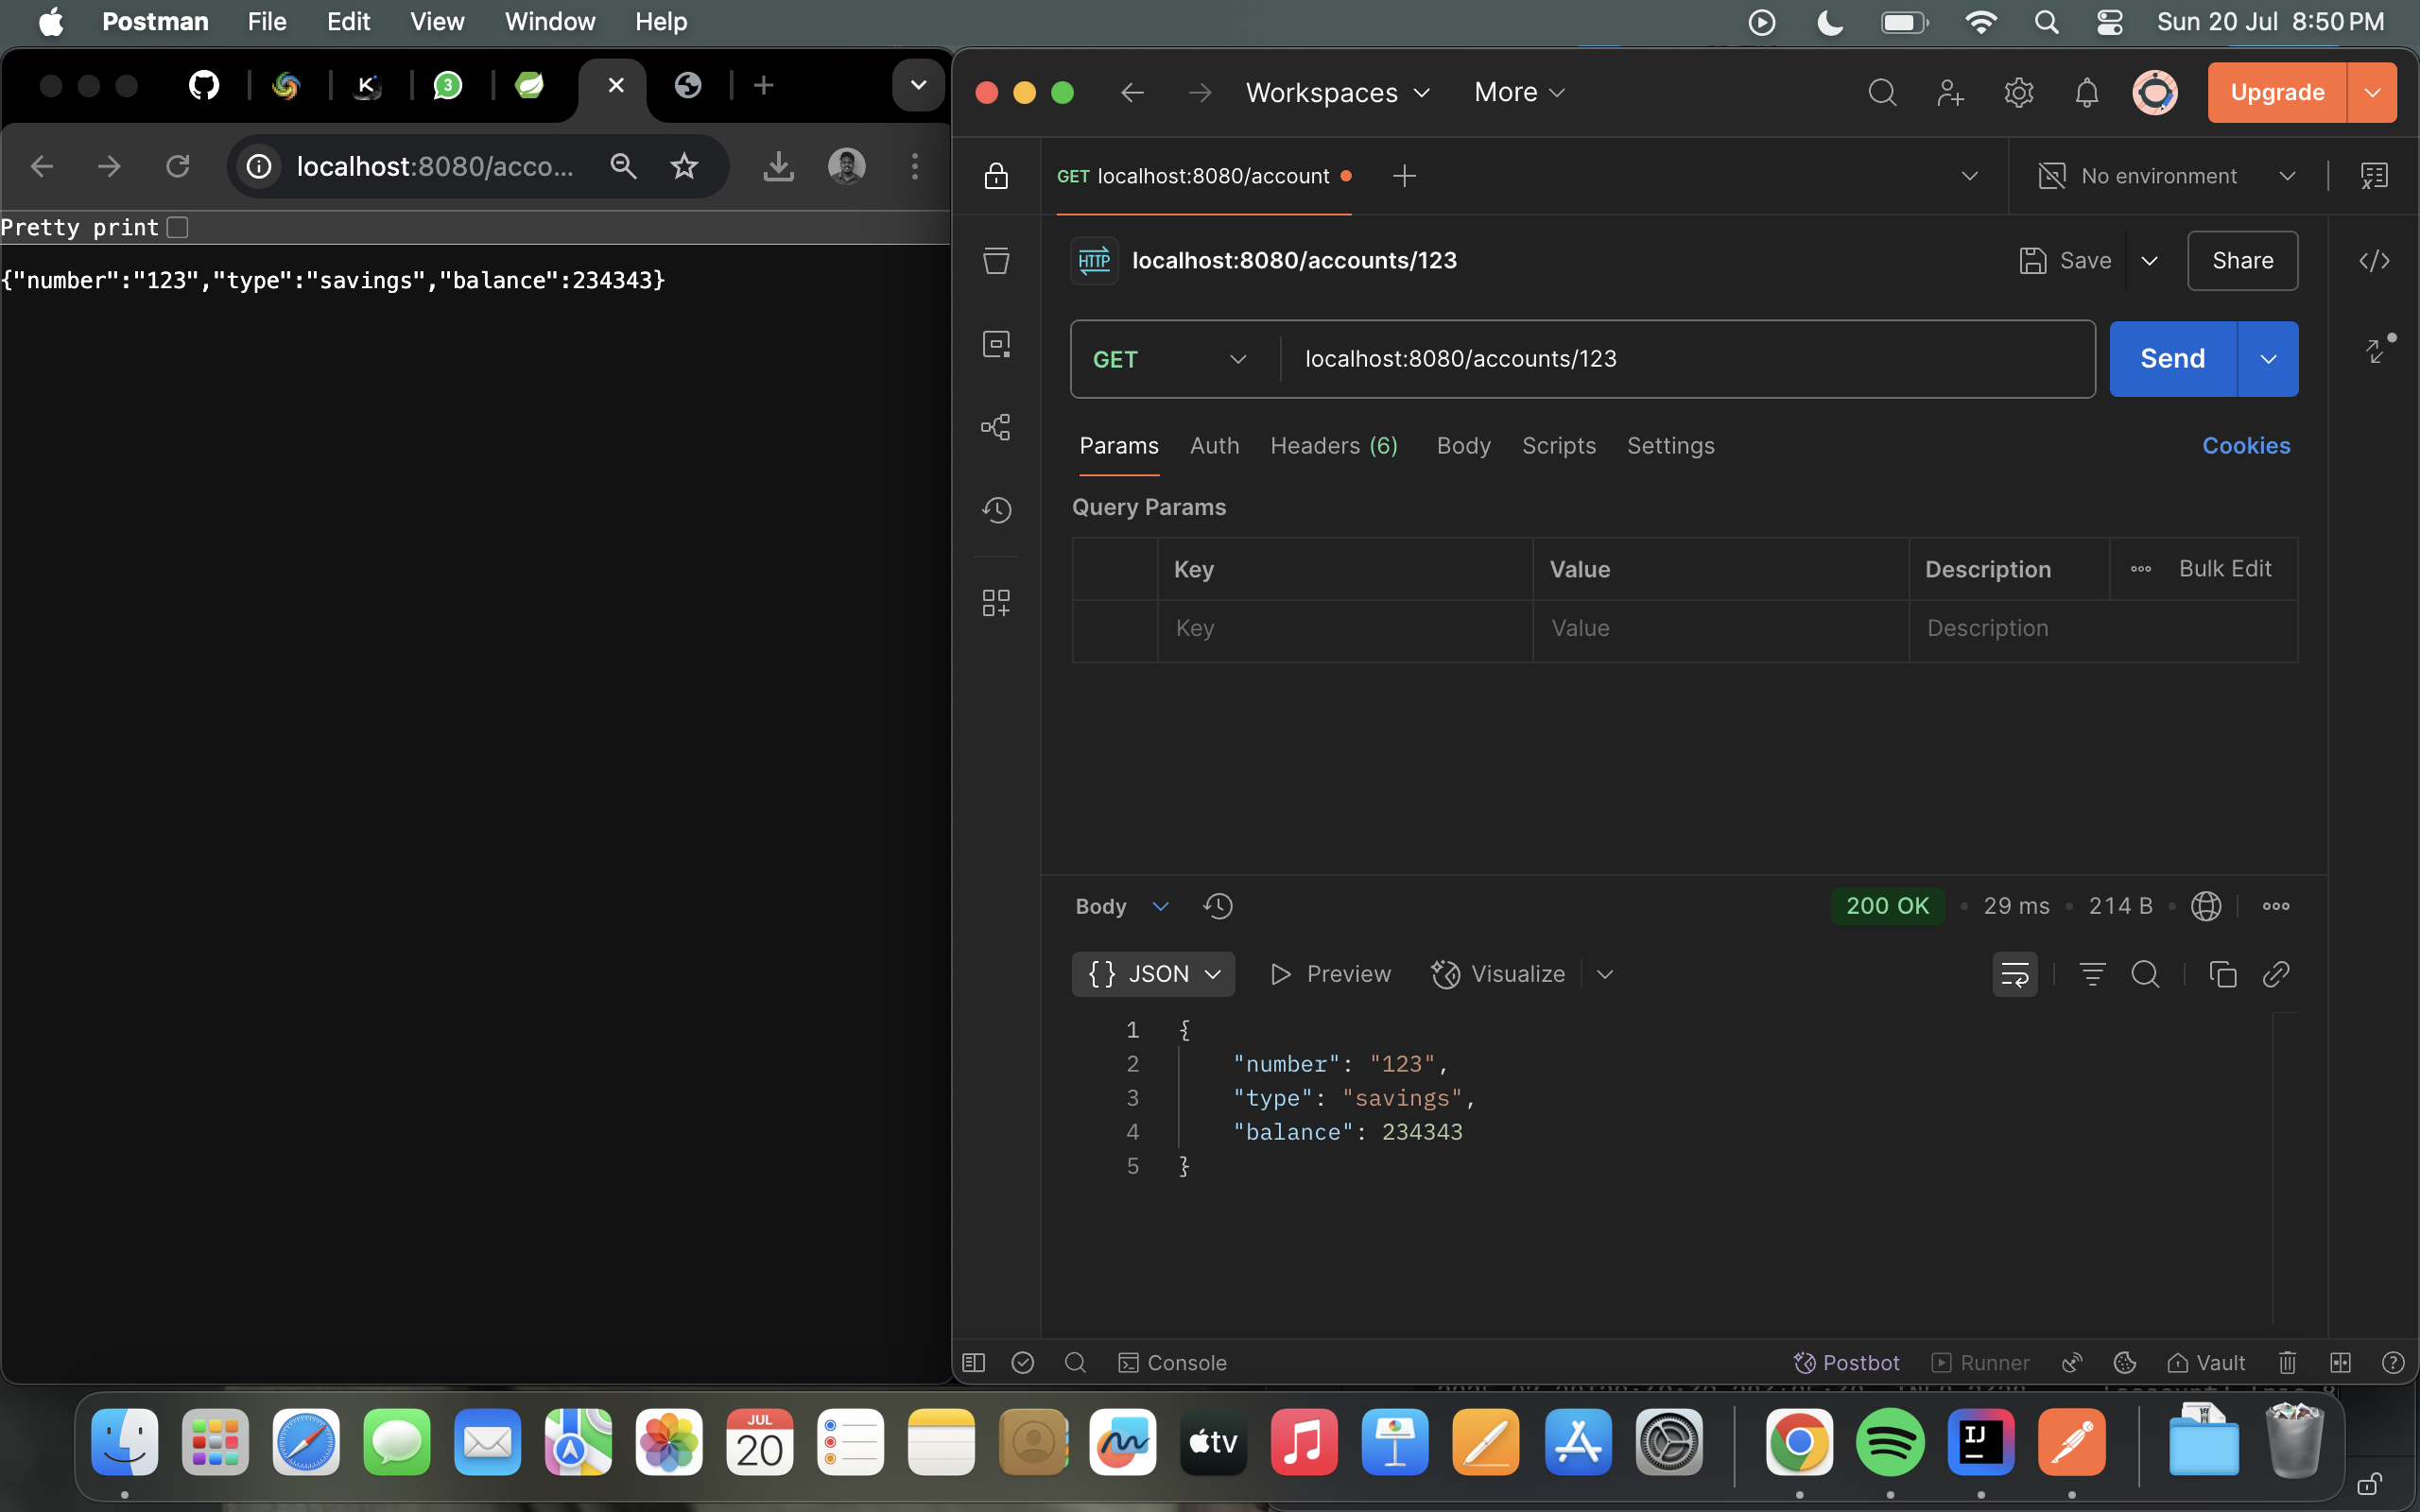 Postman File Edit View Window Help Sun 20 Jul 8:50 PM
3
localhost:8080/acco...
Pretty print
{"number":"123","type":"savings","balance":234343}
Workspaces More Upgrade
GET localhost:8080/account No environment
HTTP localhost:8080/accounts/123 Save Share
GET localhost:8080/accounts/123 Send
Params Auth Headers (6) Body Scripts Settings Cookies
Query Params
Key Value Description Bulk Edit
Key Value Description
Body 200 OK 29 ms 214 B
{} JSON Preview Visualize
1 {
2 "number": "123",
3 "type": "savings",
4 "balance": 234343
5 }
Console Postbot Runner Vault
JUL
20
tv
IJ